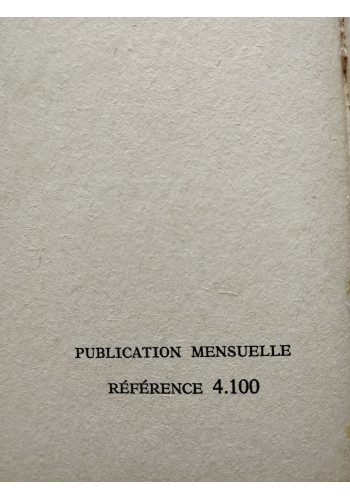 PUBLICATION MENSUELLE
RÉFÉRENCE 4.100